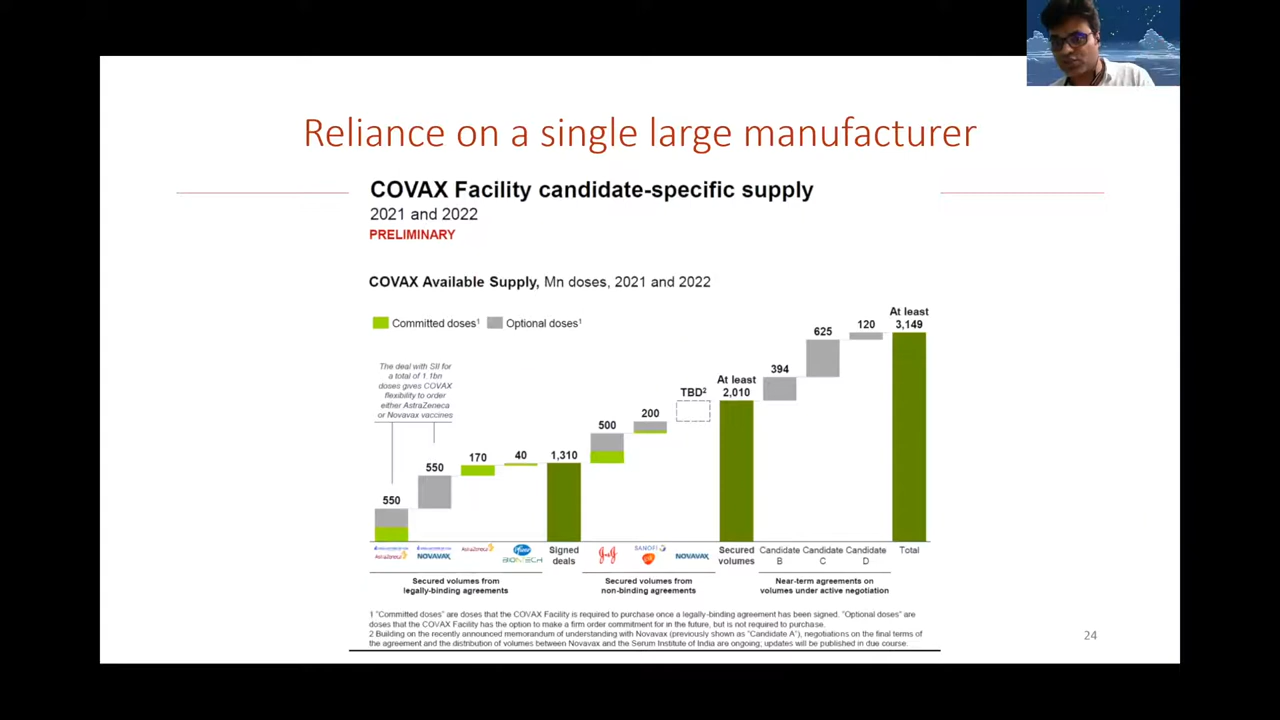 Reliance on a single large manufacturer
COVAX Facility candidate-specific supply
2021 and 2022
PRELIMINARY
COVAX Available Supply, Mn doses, 2021 and 2022
Committed doses¹
Optional doses¹
The deal with SII for
a total of 1.1bn
doses gives COVAX
flexibility to order
either AstraZeneca
or Novavax vaccines
550
550
170
40
1,310
500
200
TBD²
At least
2,010
394
625
120
At least
3,149
AstraZeneca
NOVAVAX
AstraZeneca
Pfizer
BIONTECH
Signed
deals
J&J
SANOFI
NOVAVAX
Secured
volumes
Candidate
B
Candidate
C
Candidate
D
Total
Secured volumes from
legally-binding agreements
Secured volumes from
non-binding agreements
Near-term agreements on
volumes under active negotiation
1 "Committed doses" are doses that the COVAX Facility is required to purchase once a legally-binding agreement has been signed. "Optional doses" are
doses that the COVAX Facility has the option to make a firm order commitment for in the future, but is not required to purchase.
2 Building on the recently announced memorandum of understanding with Novavax (previously shown as "Candidate A"), negotiations on the final terms of
the agreement and the distribution of volumes between Novavax and the Serum Institute of India are ongoing; updates will be published in due course.
24